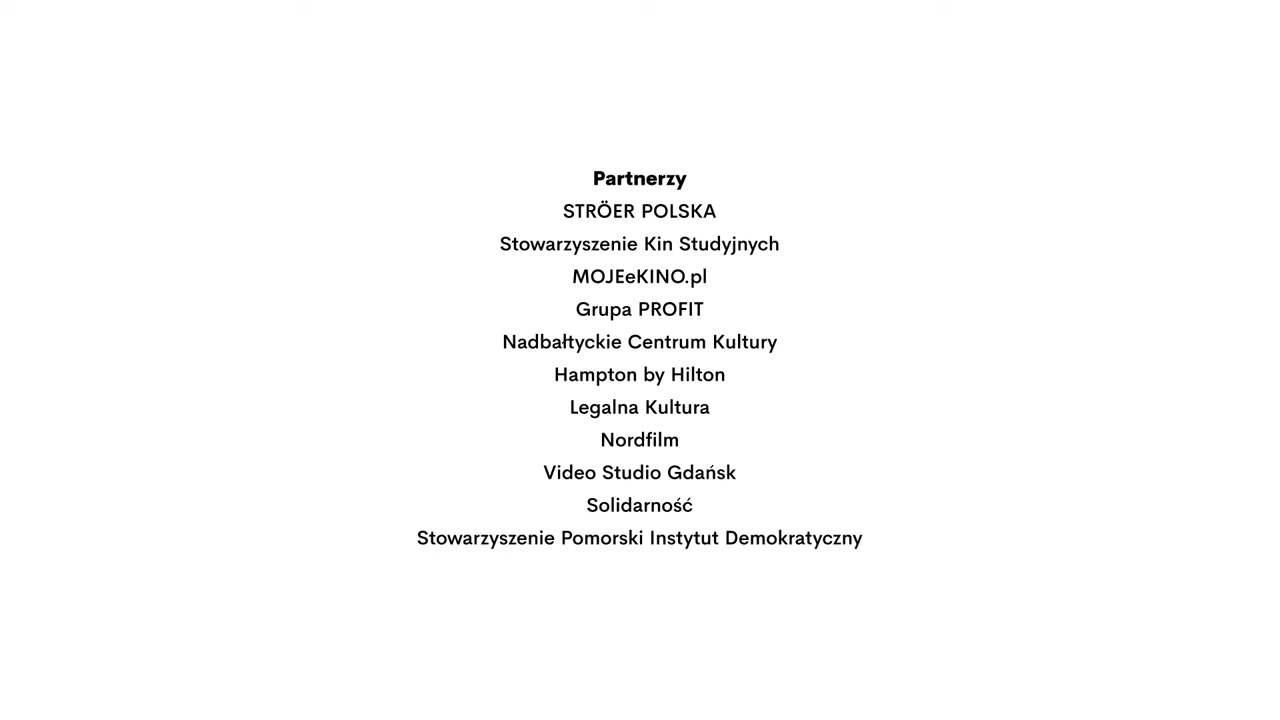 Partnerzy
STRÖER POLSKA
Stowarzyszenie Kin Studyjnych
MOJEeKINO.pl
Grupa PROFIT
Nadbałtyckie Centrum Kultury
Hampton by Hilton
Legalna Kultura
Nordfilm
Video Studio Gdańsk
Solidarność
Stowarzyszenie Pomorski Instytut Demokratyczny